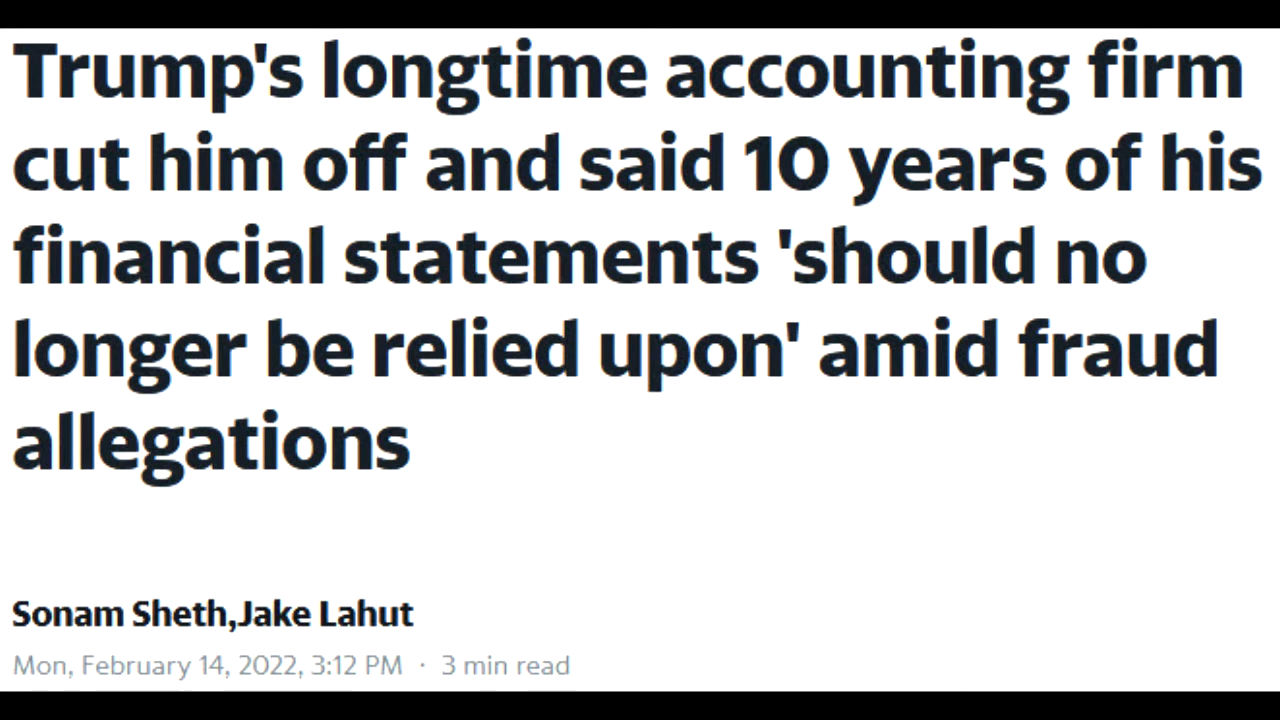 Trump's longtime accounting firm
cut him off and said 10 years of his
financial statements 'should no
longer be relied upon' amid fraud
allegations
Sonam Sheth,Jake Lahut
Mon, February 14, 2022, 3:12 PM · 3 min read